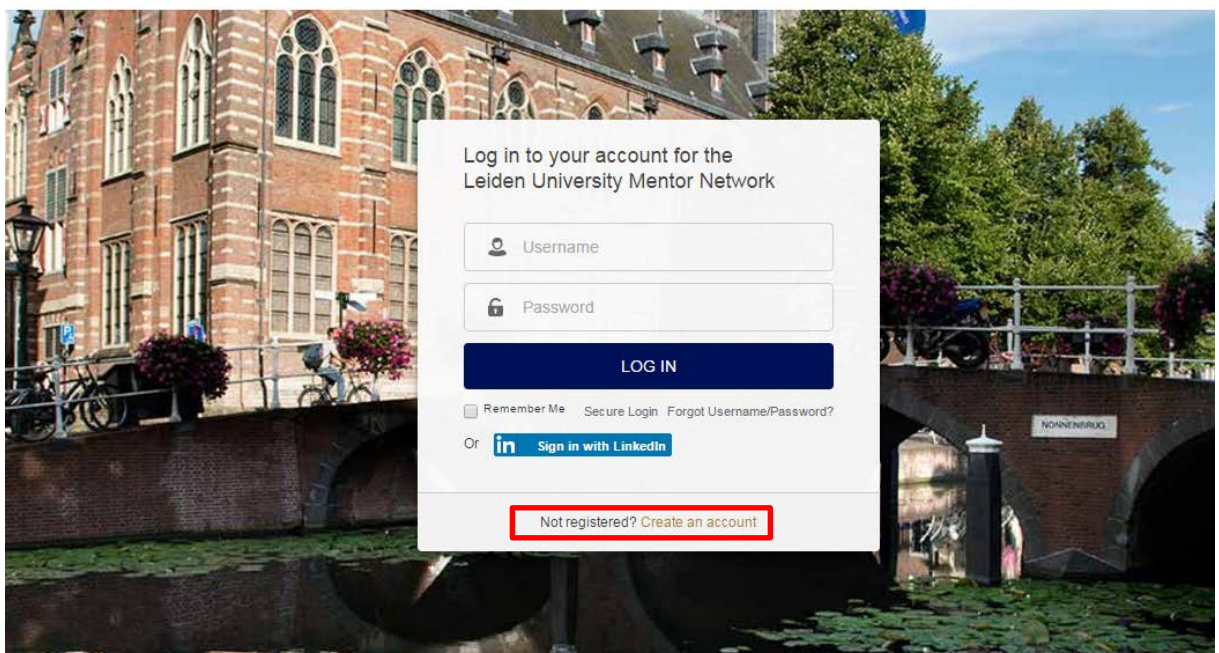 Log in to your account for the
Leiden University Mentor Network
Username
Password
LOG IN
Remember Me Secure Login Forgot Username/Password?
Or in Sign in with LinkedIn
NONNENBRUG
Not registered? Create an account